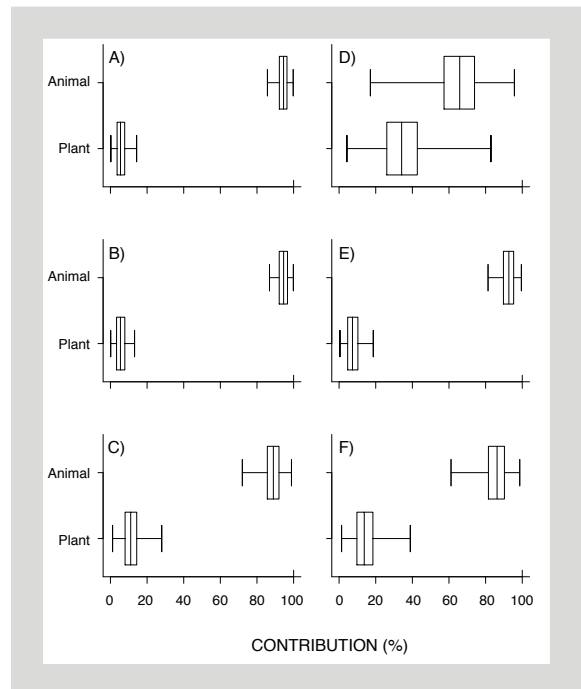 A)
D)
Animal
Plant
B)
E)
Animal
Plant
C)
F)
Animal
Plant
0 20 40 60 80 100 0 20 40 60 80 100
CONTRIBUTION (%)